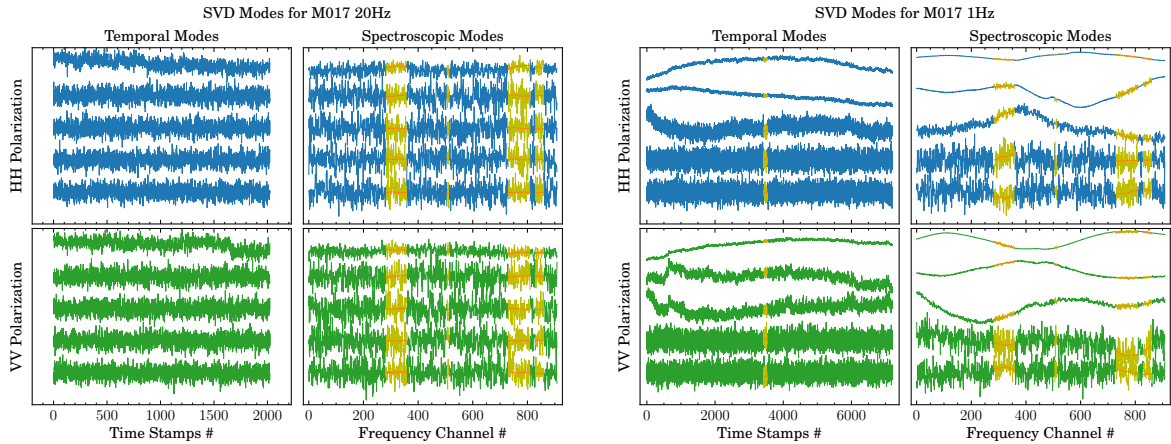 SVD Modes for M017 20Hz
Temporal Modes
Spectroscopic Modes
HH Polarization
VV Polarization
0
500
1000
1500
2000
Time Stamps #
0
200
400
600
800
Frequency Channel #
SVD Modes for M017 1Hz
Temporal Modes
Spectroscopic Modes
HH Polarization
VV Polarization
0
2000
4000
6000
Time Stamps #
0
200
400
600
800
Frequency Channel #